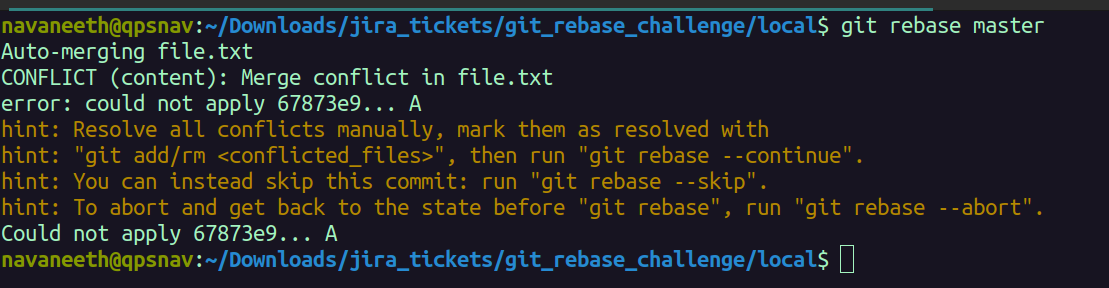 navaneeth@qpsnav:~/Downloads/jira_tickets/git_rebase_challenge/local$ git rebase master
Auto-merging file.txt
CONFLICT (content): Merge conflict in file.txt
error: could not apply 67873e9... A
hint: Resolve all conflicts manually, mark them as resolved with
hint: "git add/rm <conflicted_files>", then run "git rebase --continue".
hint: You can instead skip this commit: run "git rebase --skip".
hint: To abort and get back to the state before "git rebase", run "git rebase --abort".
Could not apply 67873e9... A
navaneeth@qpsnav:~/Downloads/jira_tickets/git_rebase_challenge/local$